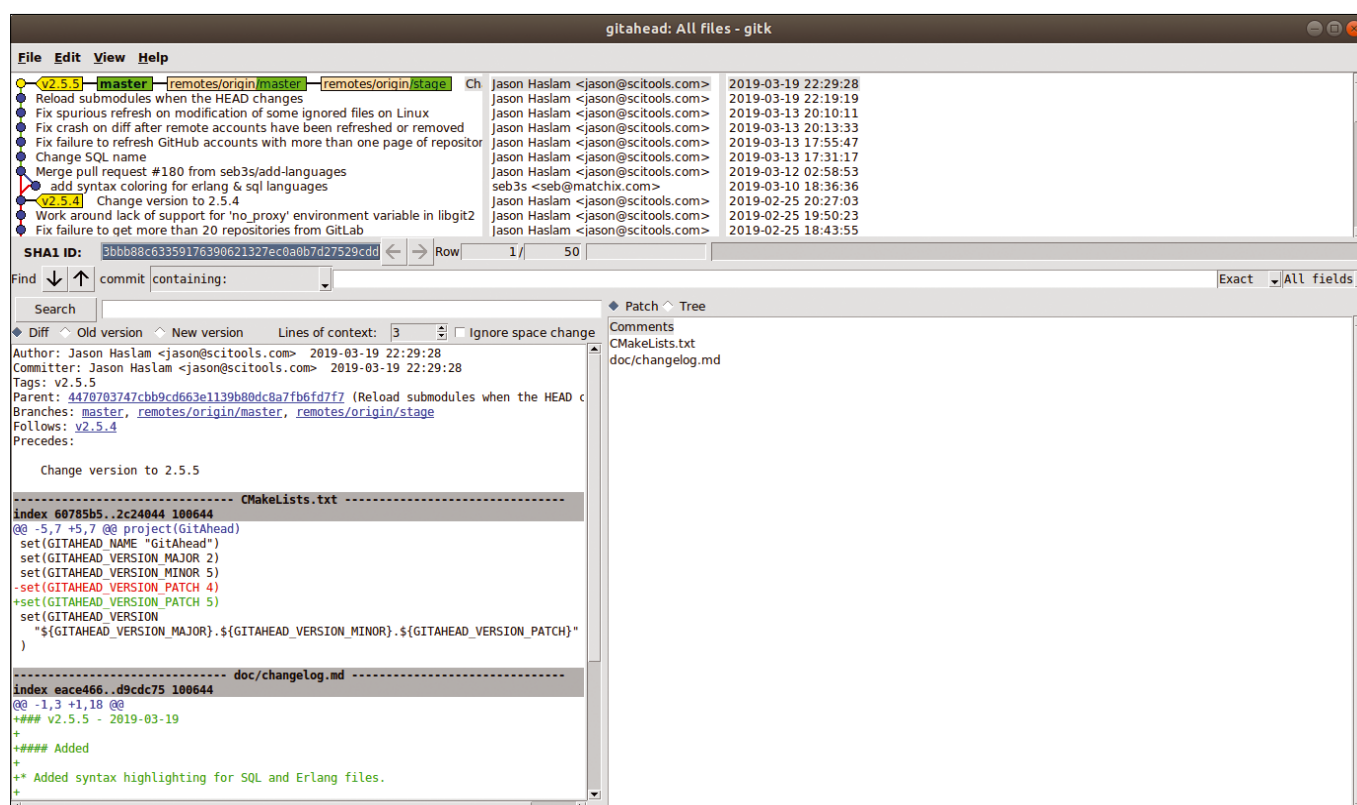 gitahead: All files - gitk
File Edit View Help
v2.5.5 master remotes/origin/master remotes/origin/stage Ch Jason Haslam <jason@scitools.com> 2019-03-19 22:29:28
Reload submodules when the HEAD changes Jason Haslam <jason@scitools.com> 2019-03-19 22:19:19
Fix spurious refresh on modification of some ignored files on Linux Jason Haslam <jason@scitools.com> 2019-03-13 20:10:11
Fix crash on diff after remote accounts have been refreshed or removed Jason Haslam <jason@scitools.com> 2019-03-13 20:13:33
Fix failure to refresh GitHub accounts with more than one page of repositor Jason Haslam <jason@scitools.com> 2019-03-13 17:55:47
Change SQL name Jason Haslam <jason@scitools.com> 2019-03-13 17:31:17
Merge pull request #180 from seb3s/add-languages Jason Haslam <jason@scitools.com> 2019-03-12 02:58:53
add syntax coloring for erlang & sql languages seb3s <seb@matchix.com> 2019-03-10 18:36:36
v2.5.4 Change version to 2.5.4 Jason Haslam <jason@scitools.com> 2019-02-25 20:27:03
Work around lack of support for 'no_proxy' environment variable in libgit2 Jason Haslam <jason@scitools.com> 2019-02-25 19:50:23
Fix failure to get more than 20 repositories from GitLab Jason Haslam <jason@scitools.com> 2019-02-25 18:43:55
SHA1 ID: 3bbb88c63359176390621327ec0a0b7d27529cdd Row 1 / 50
Find commit containing: Exact All fields
Search
Diff Old version New version Lines of context: 3 Ignore space change
Author: Jason Haslam <jason@scitools.com> 2019-03-19 22:29:28
Committer: Jason Haslam <jason@scitools.com> 2019-03-19 22:29:28
Tags: v2.5.5
Parent: 4470703747cbb9cd663e1139b80dc8a7fb6fd7f7 (Reload submodules when the HEAD c
Branches: master, remotes/origin/master, remotes/origin/stage
Follows: v2.5.4
Precedes:
Change version to 2.5.5
------------------------------- CMakeLists.txt -------------------------------
index 60785b5..2c24044 100644
@@ -5,7 +5,7 @@ project(GitAhead)
set(GITAHEAD_NAME "GitAhead")
set(GITAHEAD_VERSION_MAJOR 2)
set(GITAHEAD_VERSION_MINOR 5)
-set(GITAHEAD_VERSION_PATCH 4)
+set(GITAHEAD_VERSION_PATCH 5)
set(GITAHEAD_VERSION
"${GITAHEAD_VERSION_MAJOR}.${GITAHEAD_VERSION_MINOR}.${GITAHEAD_VERSION_PATCH}"
)
------------------------------ doc/changelog.md ------------------------------
index eace466..d9cdc75 100644
@@ -1,3 +1,18 @@
+### v2.5.5 - 2019-03-19
+
+#### Added
+
+* Added syntax highlighting for SQL and Erlang files.
+
Patch Tree
Comments
CMakeLists.txt
doc/changelog.md